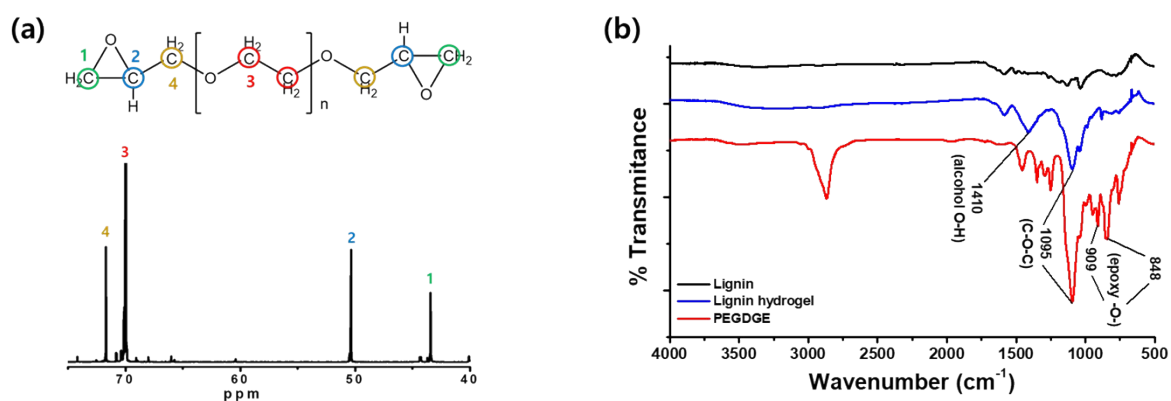 (a)
H H
O H2 H2 H2
1 2 C C O C CH2
H2C C 4 O 3 C C O
H H2 n H2
3
4
2
1
70 60 50 40
ppm
(b)
% Transmitance
1410
(alcohol O-H)
1095
(C-O-C)
909
(epoxy -O-)
848
Lignin
Lignin hydrogel
PEGDGE
4000 3500 3000 2500 2000 1500 1000 500
Wavenumber (cm-1)